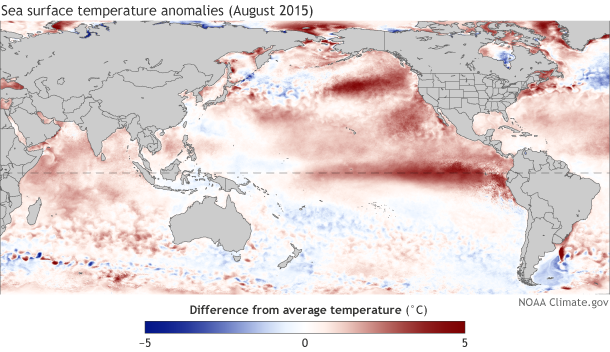 Sea surface temperature anomalies (August 2015)
NOAA Climate.gov
Difference from average temperature (°C)
-5 0 5